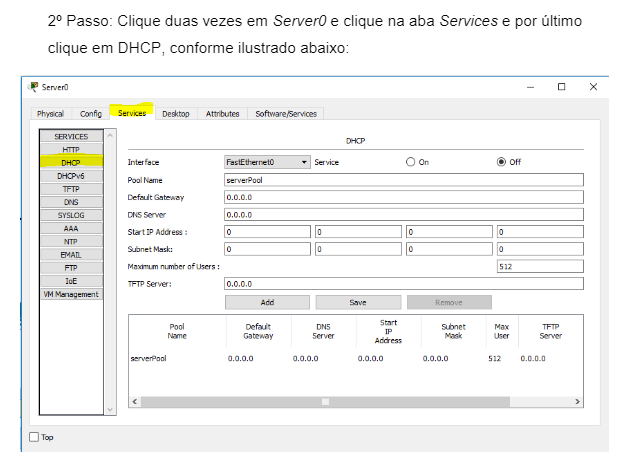 2º Passo: Clique duas vezes em Server0 e clique na aba Services e por último
clique em DHCP, conforme ilustrado abaixo:
Server0
Physical Config Services Desktop Attributes Software/Services
SERVICES
HTTP
DHCP
DHCPv6
TFTP
DNS
SYSLOG
AAA
NTP
EMAIL
FTP
IoE
VM Management
DHCP
Interface FastEthernet0 Service On Off
Pool Name serverPool
Default Gateway 0.0.0.0
DNS Server 0.0.0.0
Start IP Address : 0 0 0 0
Subnet Mask: 0 0 0 0
Maximum number of Users : 512
TFTP Server: 0.0.0.0
Add Save Remove
Pool Name Default Gateway DNS Server Start IP Address Subnet Mask Max User TFTP Server
serverPool 0.0.0.0 0.0.0.0 0.0.0.0 0.0.0.0 512 0.0.0.0
Top